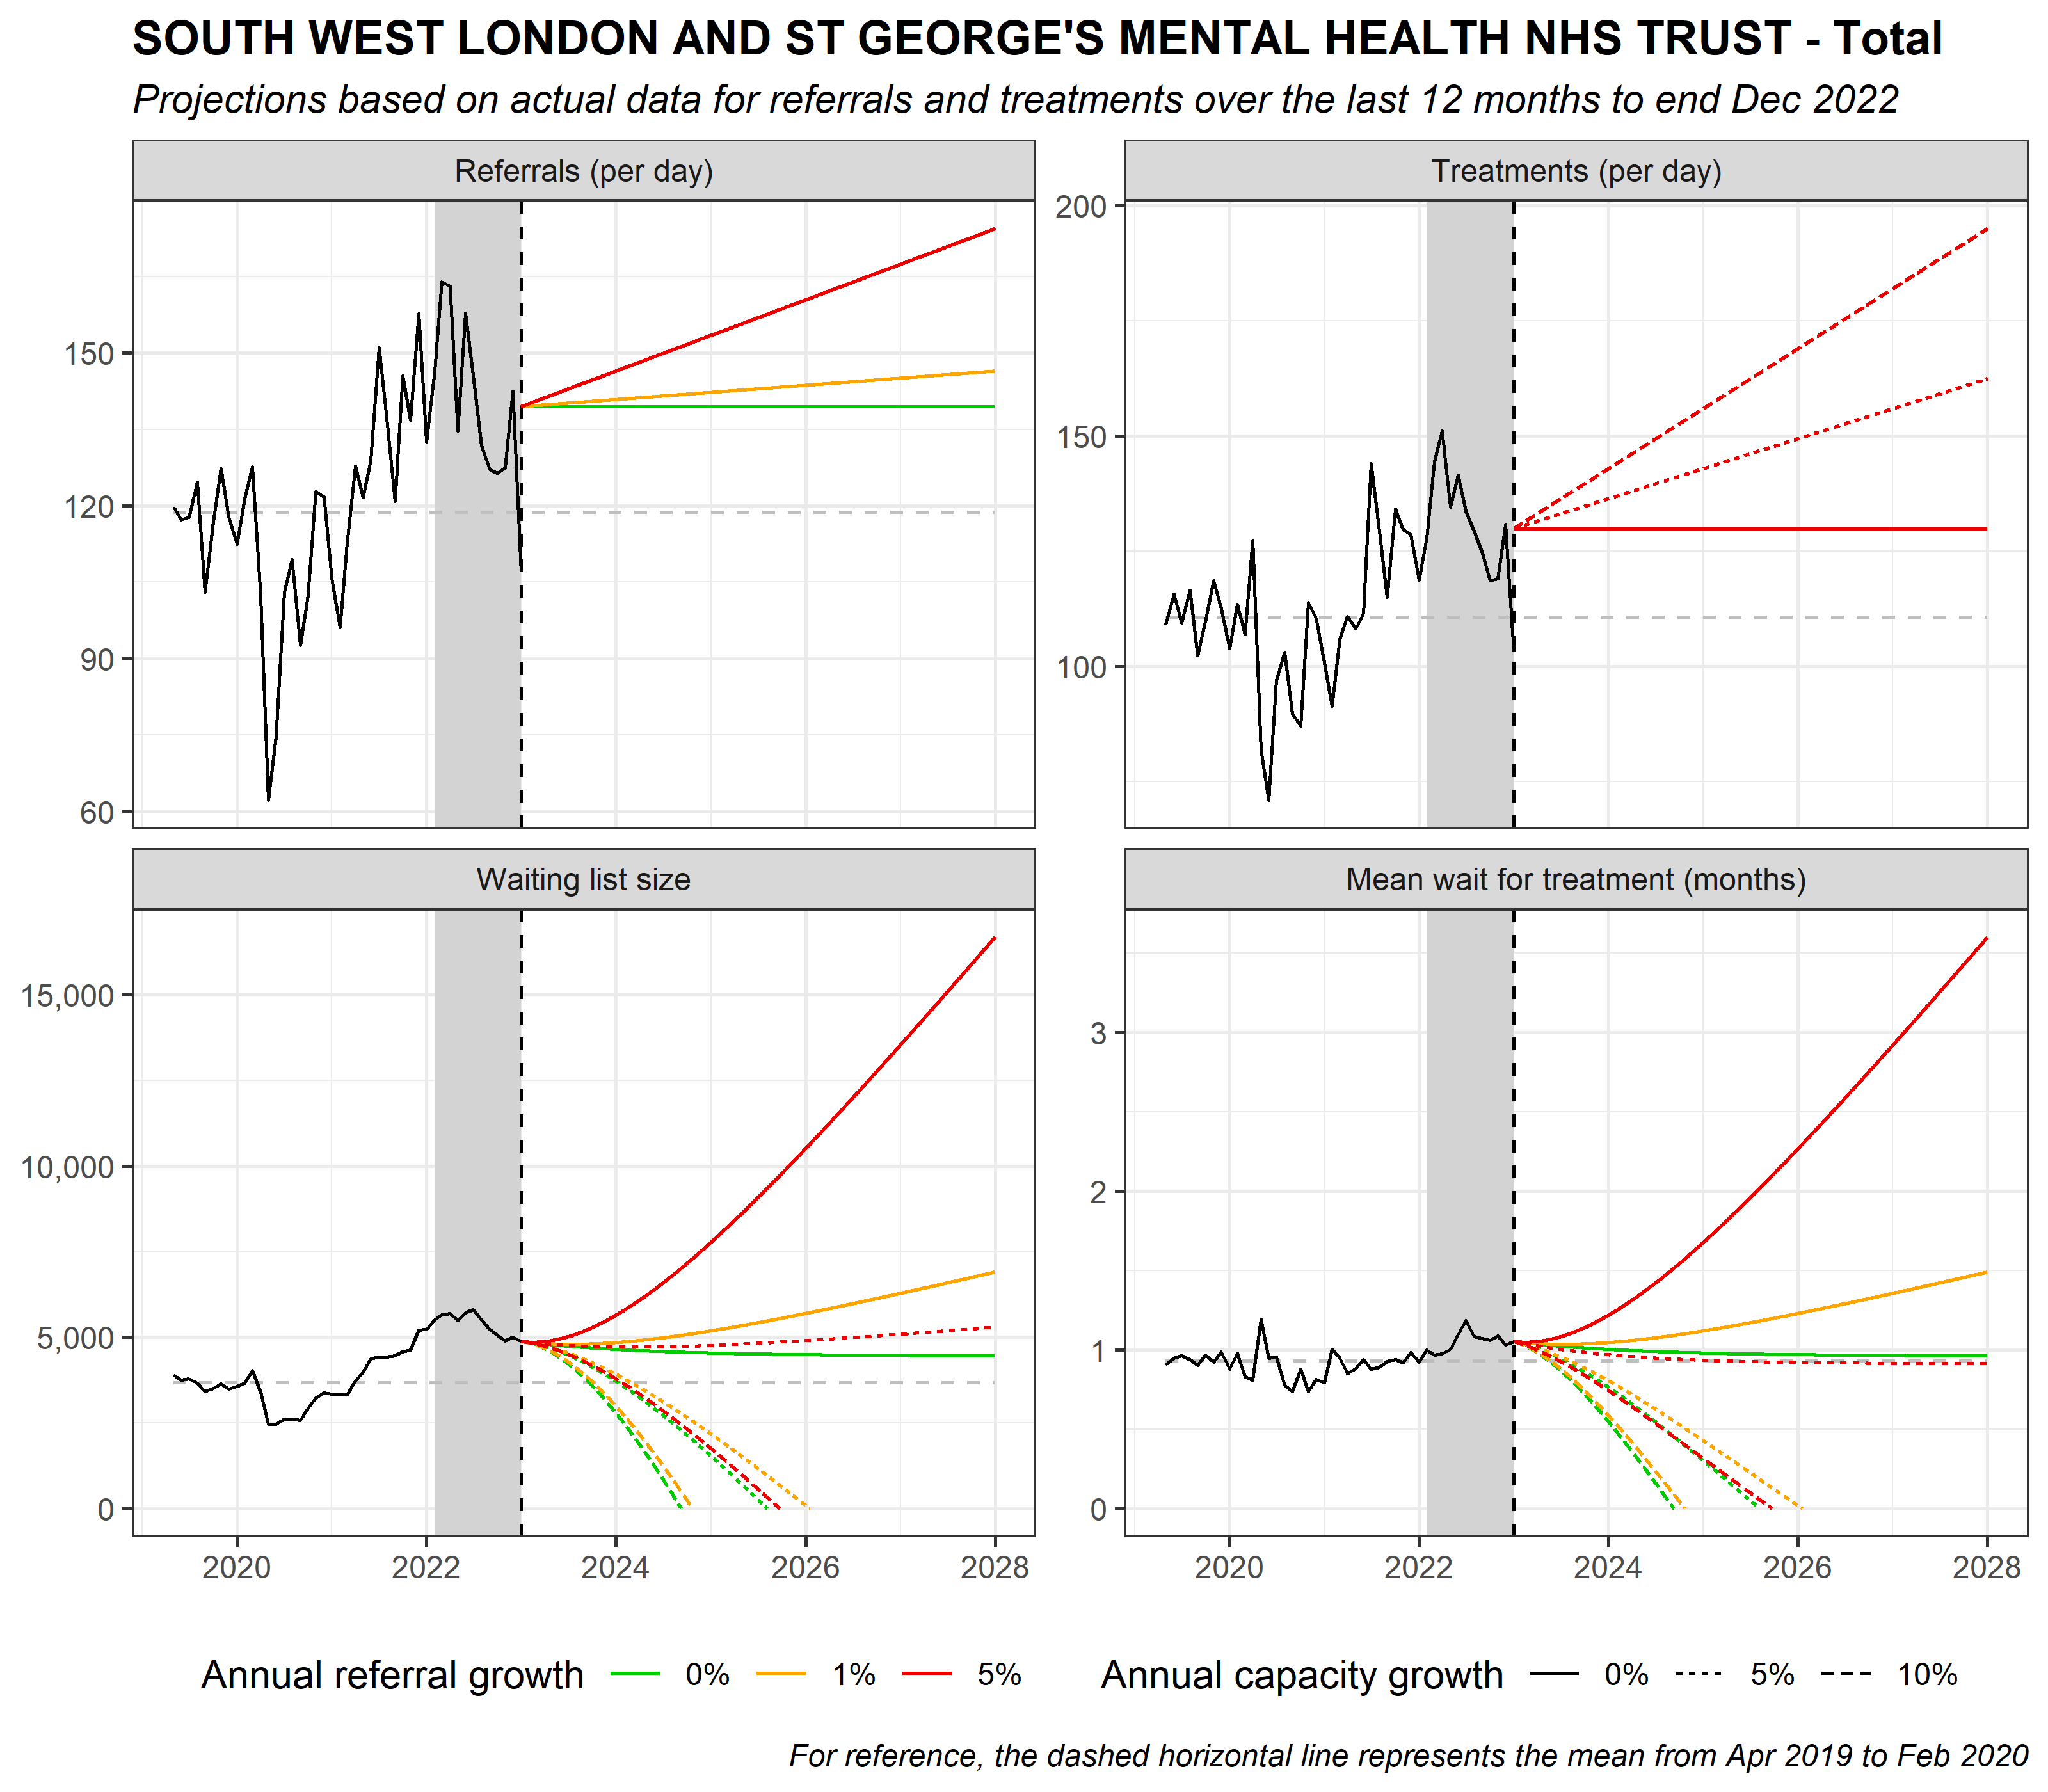 SOUTH WEST LONDON AND ST GEORGE'S MENTAL HEALTH NHS TRUST - Total
Projections based on actual data for referrals and treatments over the last 12 months to end Dec 2022
Referrals (per day)
150
120
90
60
Treatments (per day)
200
150
100
Waiting list size
15,000
10,000
5,000
0
2020 2022 2024 2026 2028
Mean wait for treatment (months)
3
2
1
0
2020 2022 2024 2026 2028
Annual referral growth 0% 1% 5%
Annual capacity growth 0% 5% 10%
For reference, the dashed horizontal line represents the mean from Apr 2019 to Feb 2020